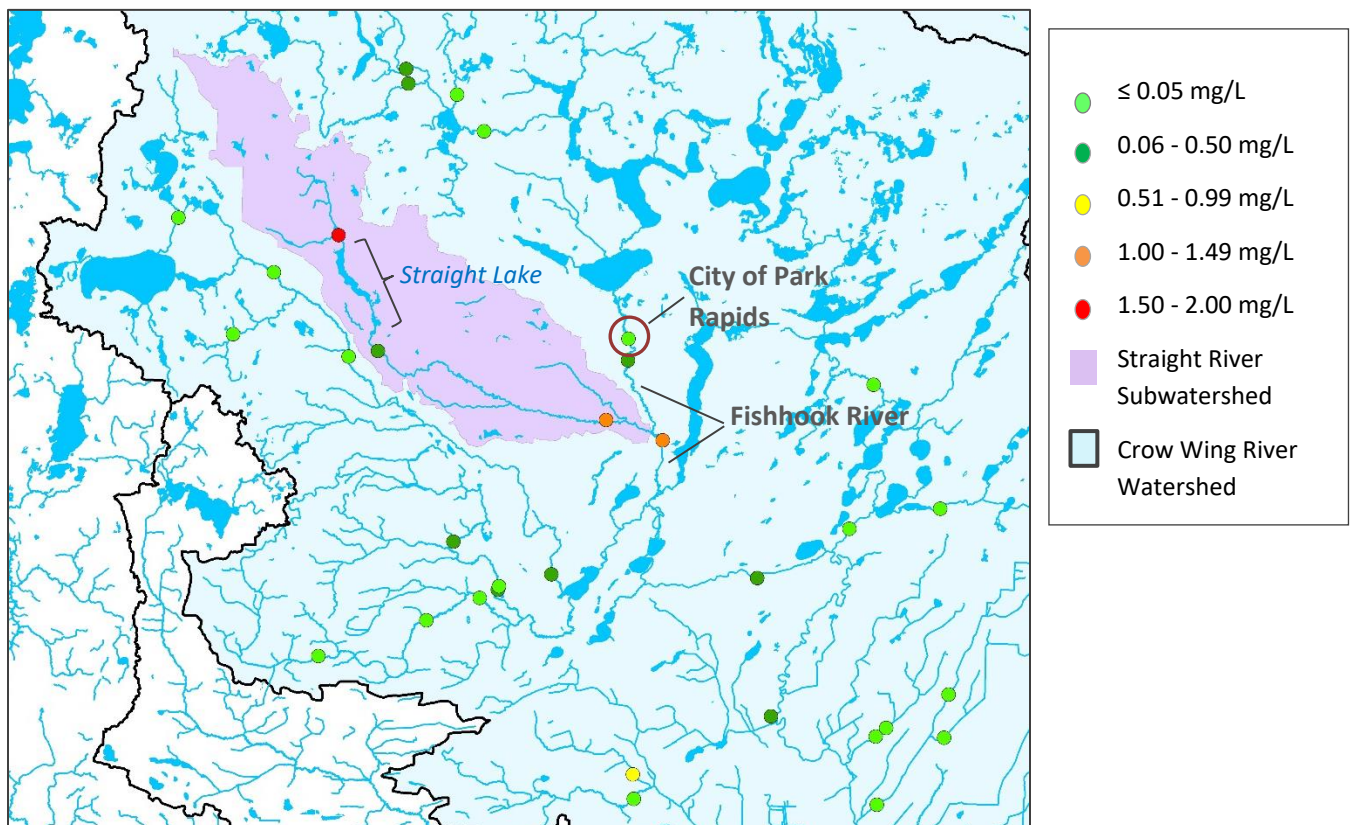 Straight Lake
City of Park
Rapids
Fishhook River
≤ 0.05 mg/L
0.06 - 0.50 mg/L
0.51 - 0.99 mg/L
1.00 - 1.49 mg/L
1.50 - 2.00 mg/L
Straight River
Subwatershed
Crow Wing River
Watershed